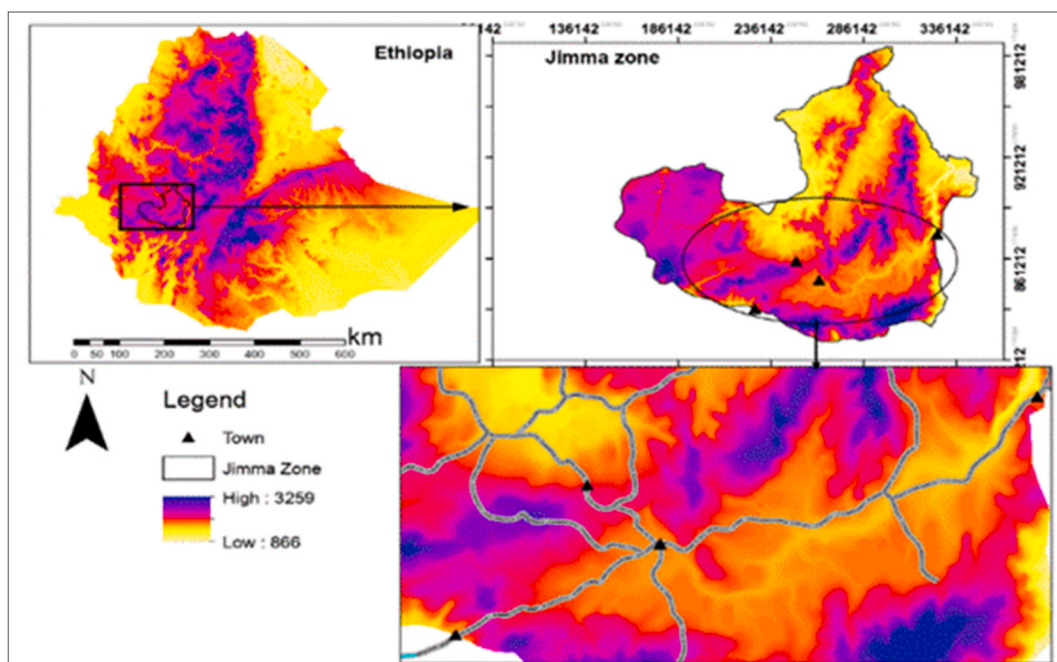 Ethiopia
km
0 50 100 200 300 400 500 600
136142 186142 236142 286142 336142
Jimma zone
981212
921212
861212
N
Legend
Town
Jimma Zone
High : 3259
Low : 866